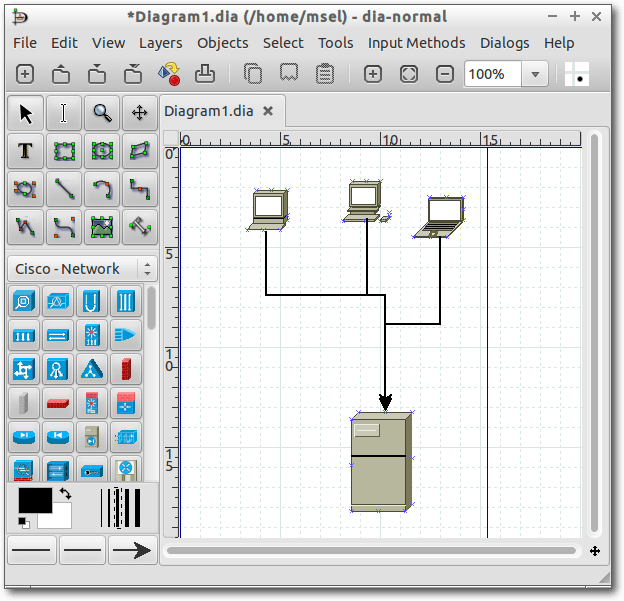 *Diagram1.dia (/home/msel) - dia-normal
File Edit View Layers Objects Select Tools Input Methods Dialogs Help
100%
Diagram1.dia
0 5 10 15
0
5
10
15
T
Cisco - Network